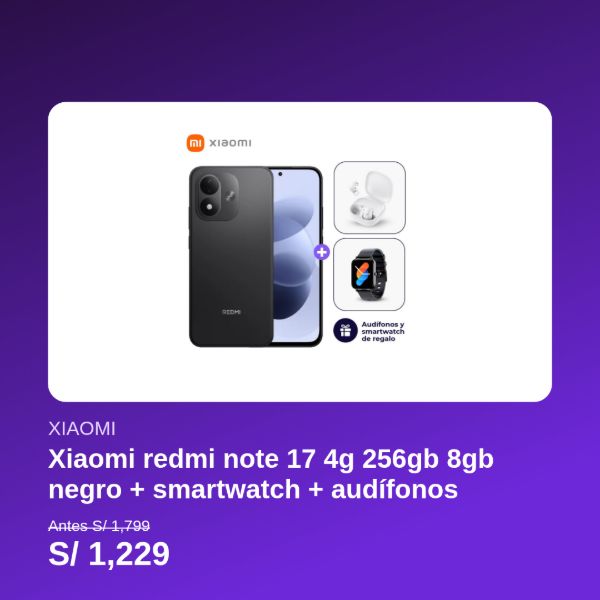 xiaomi
REDMI
Audífonos y
smartwatch
de regalo
XIAOMI
Xiaomi redmi note 17 4g 256gb 8gb
negro + smartwatch + audífonos
Antes S/ 1,799
S/ 1,229